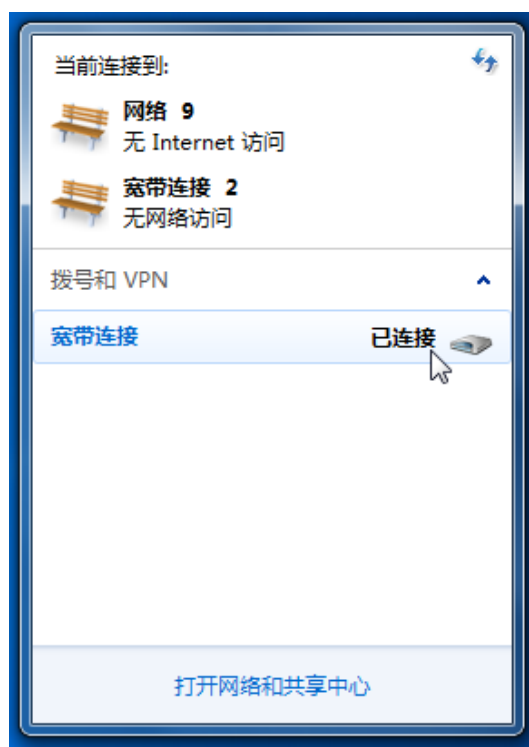 当前连接到:
网络 9
无 Internet 访问
宽带连接 2
无网络访问
拨号和 VPN
宽带连接 已连接
打开网络和共享中心